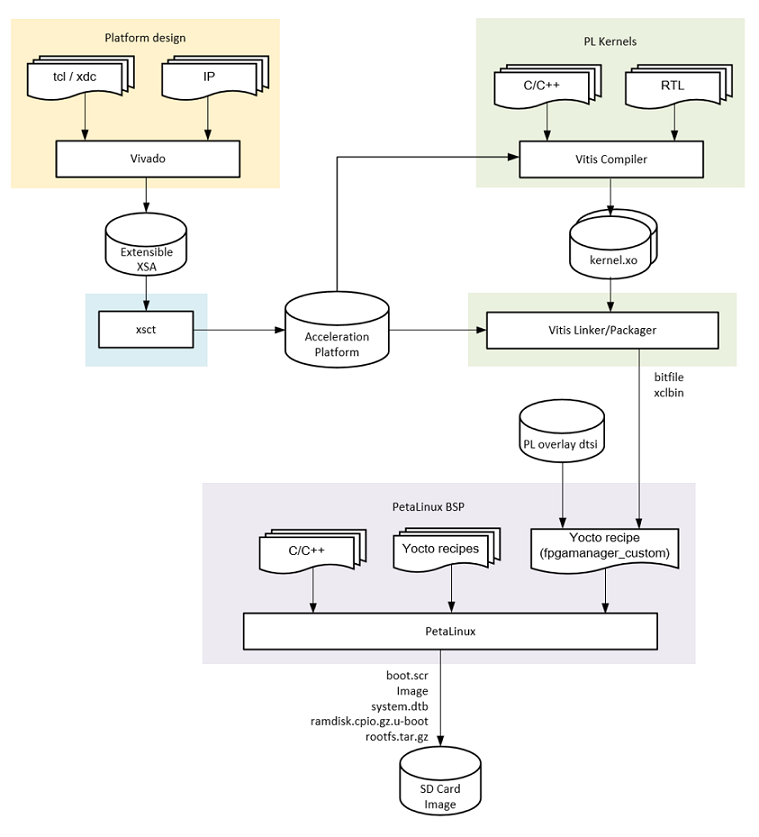 Platform design
tcl / xdc
IP
Vivado
Extensible
XSA
xsct
Acceleration
Platform
PL Kernels
C/C++
RTL
Vitis Compiler
kernel.xo
Vitis Linker/Packager
bitfile
xclbin
PL overlay dtsi
PetaLinux BSP
C/C++
Yocto recipes
Yocto recipe
(fpgamanager_custom)
PetaLinux
boot.scr
Image
system.dtb
ramdisk.cpio.gz.u-boot
rootfs.tar.gz
SD Card
Image